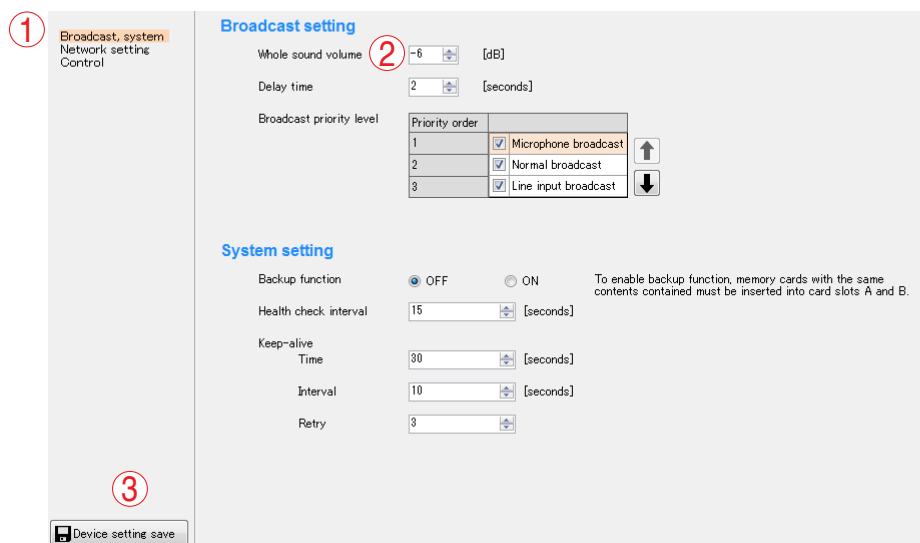 1
Broadcast, system
Network setting
Control
Broadcast setting
Whole sound volume 2 -6 [dB]
Delay time 2 [seconds]
Broadcast priority level
Priority order
1 Microphone broadcast
2 Normal broadcast
3 Line input broadcast
System setting
Backup function OFF ON To enable backup function, memory cards with the same
contents contained must be inserted into card slots A and B.
Health check interval 15 [seconds]
Keep-alive
Time 30 [seconds]
Interval 10 [seconds]
Retry 3
3
Device setting save